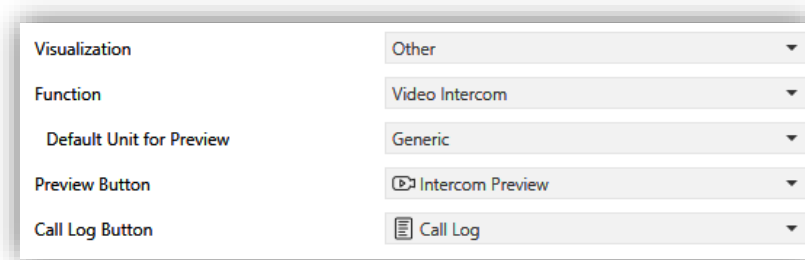 Visualization Other
Function Video Intercom
Default Unit for Preview Generic
Preview Button Intercom Preview
Call Log Button Call Log